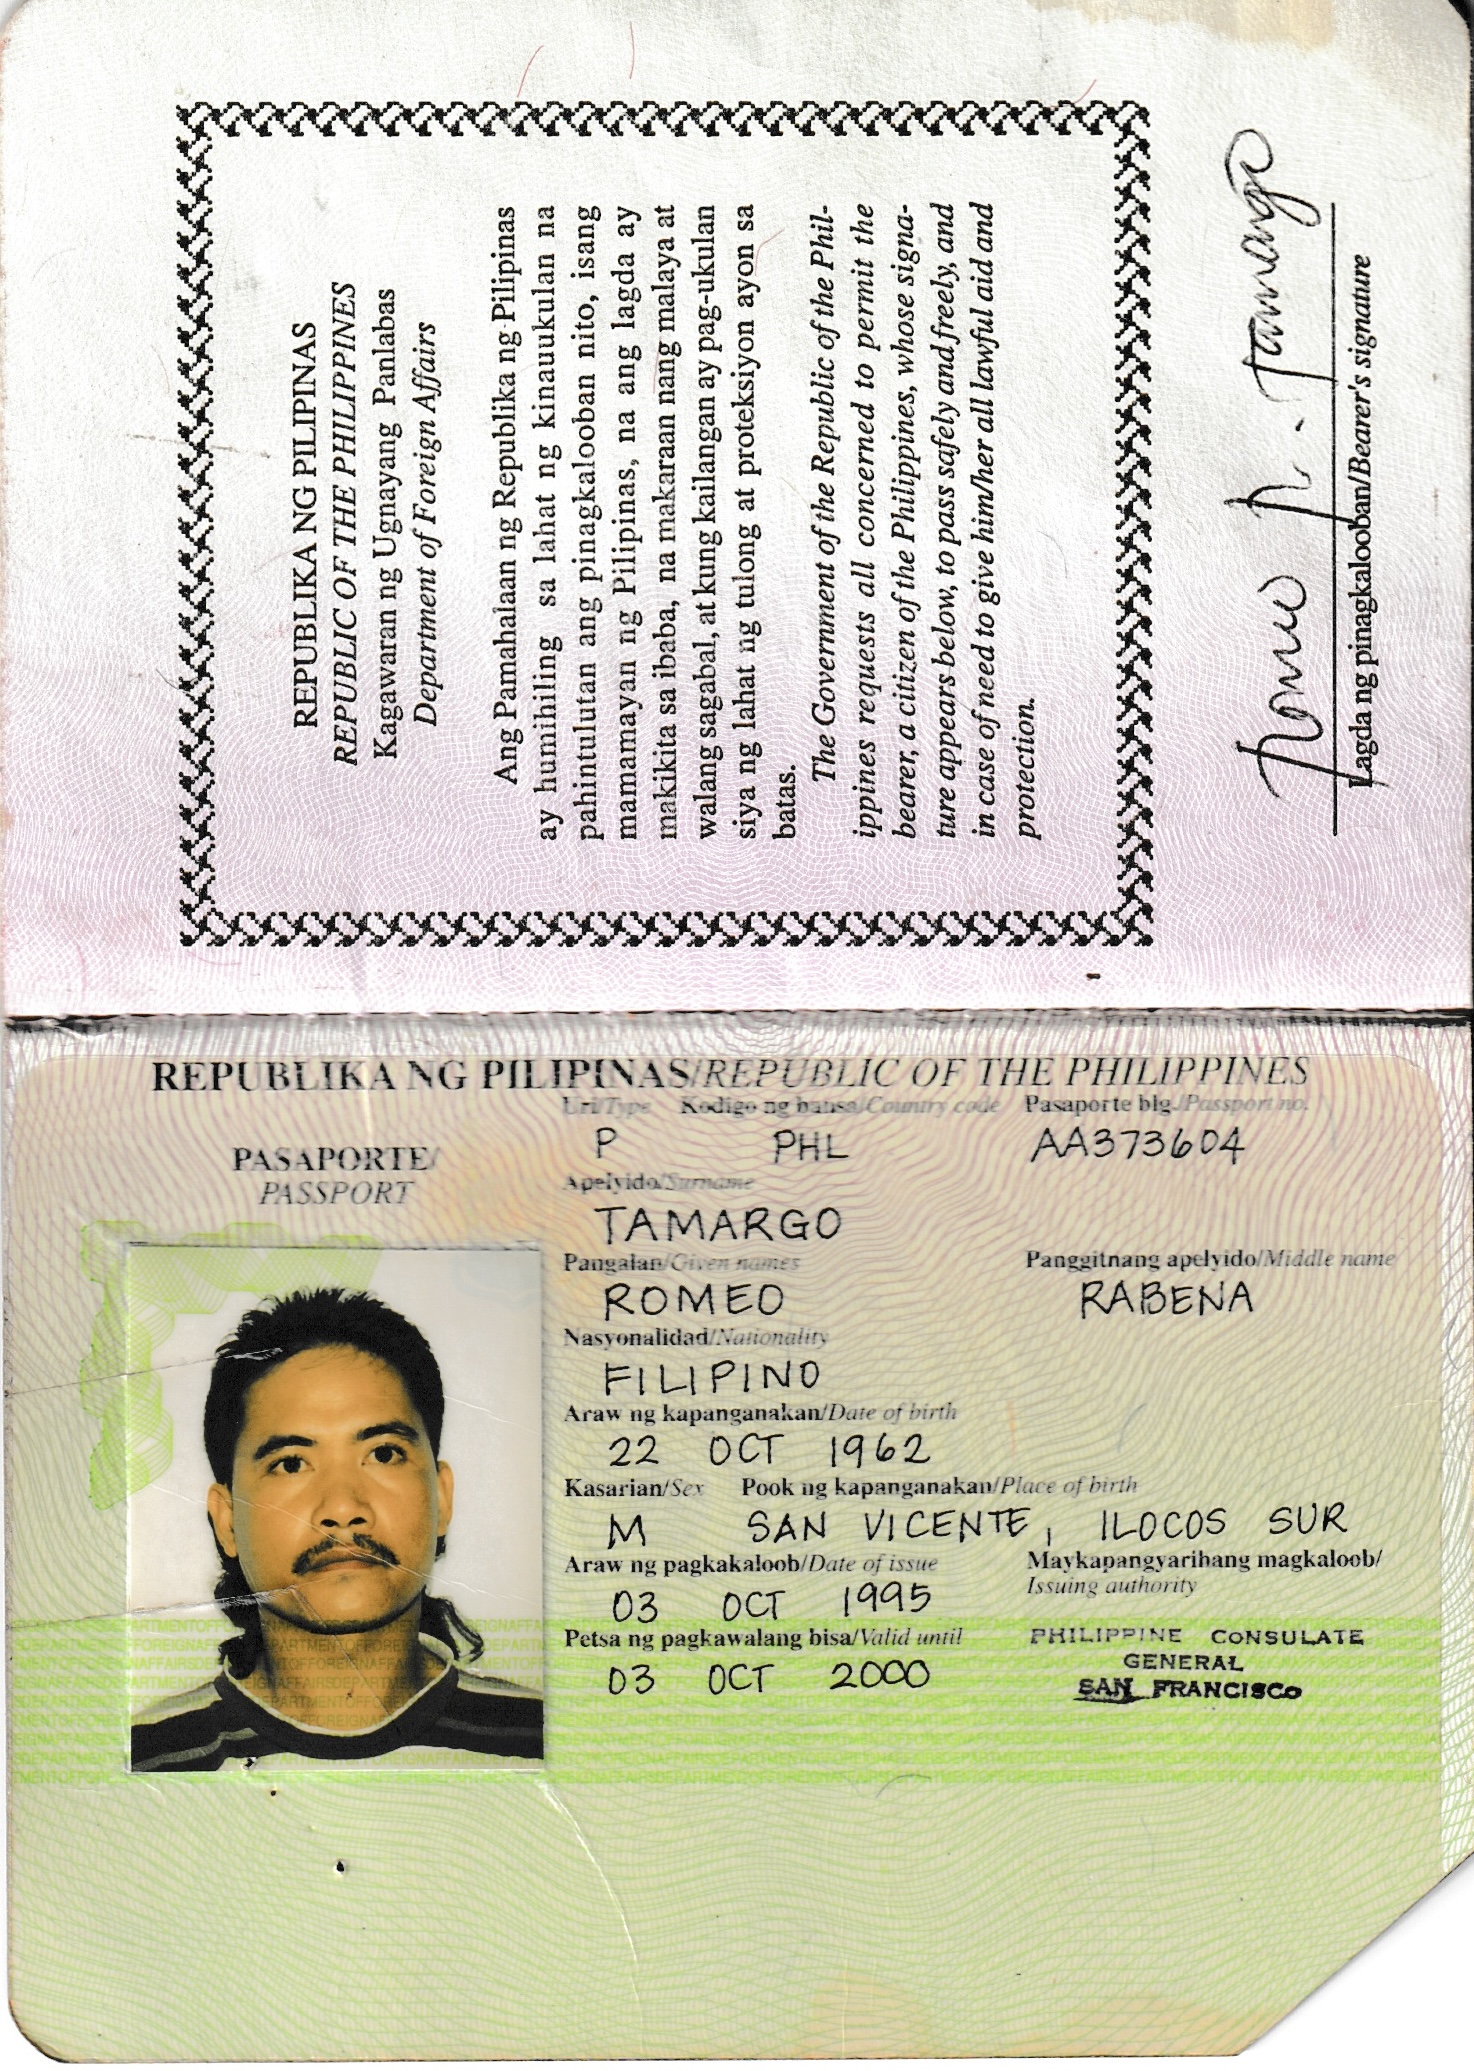 REPUBLIKA NG PILIPINAS
REPUBLIC OF THE PHILIPPINES
Kagawaran ng Ugnayang Panlabas
Department of Foreign Affairs
Ang Pamahalaan ng Republika ng Pilipinas
ay humihiling sa lahat ng kinauukulan na
pahintulutan ang pinagkalooban nito, isang
mamamayan ng Pilipinas, na ang lagda ay
makikita sa ibaba, na makaraan nang malaya at
walang sagabal, at kung kailangan ay pag-ukulan
siya ng lahat ng tulong at proteksiyon ayon sa
batas.
The Government of the Republic of the Phil-
ippines requests all concerned to permit the
bearer, a citizen of the Philippines, whose signa-
ture appears below, to pass safely and freely, and
in case of need to give him/her all lawful aid and
protection.
Romeo R. Tamargo
Lagda ng pinagkalooban/Bearer's signature
REPUBLIKA NG PILIPINAS/REPUBLIC OF THE PHILIPPINES
PASAPORTE/
PASSPORT
Uri/Type Kodigo ng bansa/Country code Pasaporte blg./Passport no.
P PHL AA373604
Apelyido/Surname
TAMARGO
Pangalan/Given names Panggitnang apelyido/Middle name
ROMEO RABENA
Nasyonalidad/Nationality
FILIPINO
Araw ng kapanganakan/Date of birth
22 OCT 1962
Kasarian/Sex Pook ng kapanganakan/Place of birth
M SAN VICENTE, ILOCOS SUR
Araw ng pagkakaloob/Date of issue Maykapangyarihang magkaloob/
Issuing authority
03 OCT 1995
Petsa ng pagkawalang bisa/Valid until
03 OCT 2000
PHILIPPINE CONSULATE
GENERAL
SAN FRANCISCO